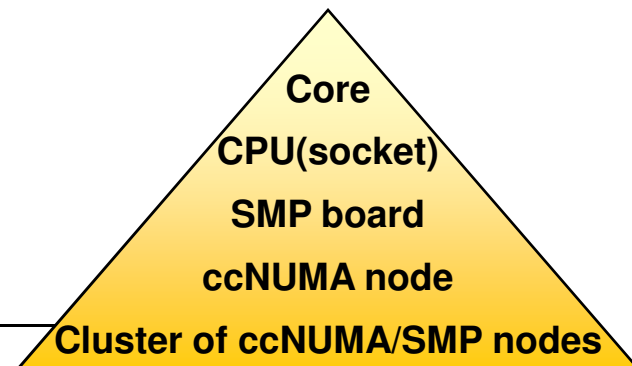 Core
CPU(socket)
SMP board
ccNUMA node
Cluster of ccNUMA/SMP nodes